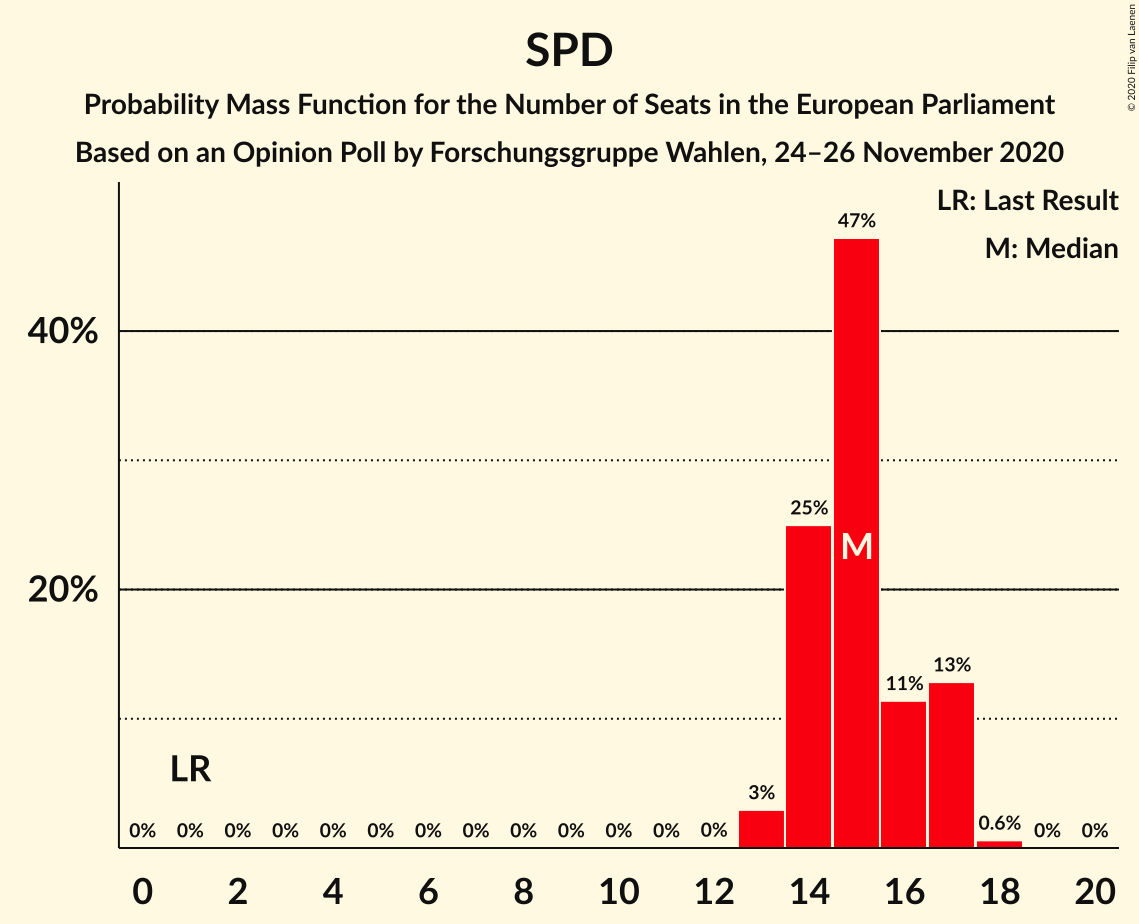 SPD
Probability Mass Function for the Number of Seats in the European Parliament
Based on an Opinion Poll by Forschungsgruppe Wahlen, 24–26 November 2020
© 2020 Filip van Laenen
LR: Last Result
M: Median
47%
40%
25%
M
20%
13%
11%
LR
3%
0% 0% 0% 0% 0% 0% 0% 0% 0% 0% 0% 0% 0% 0.6% 0% 0%
0 2 4 6 8 10 12 14 16 18 20